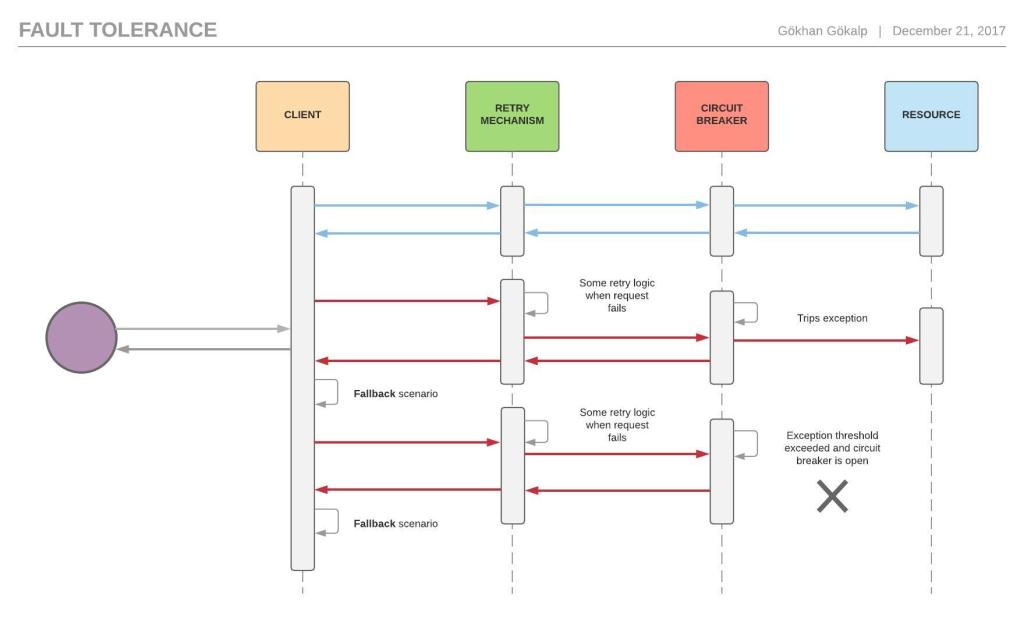 FAULT TOLERANCE
Gökhan Gökalp | December 21, 2017
CLIENT
RETRY
MECHANISM
CIRCUIT
BREAKER
RESOURCE
Some retry logic
when request
fails
Trips exception
Fallback scenario
Some retry logic
when request
fails
Exception threshold
exceeded and circuit
breaker is open
Fallback scenario